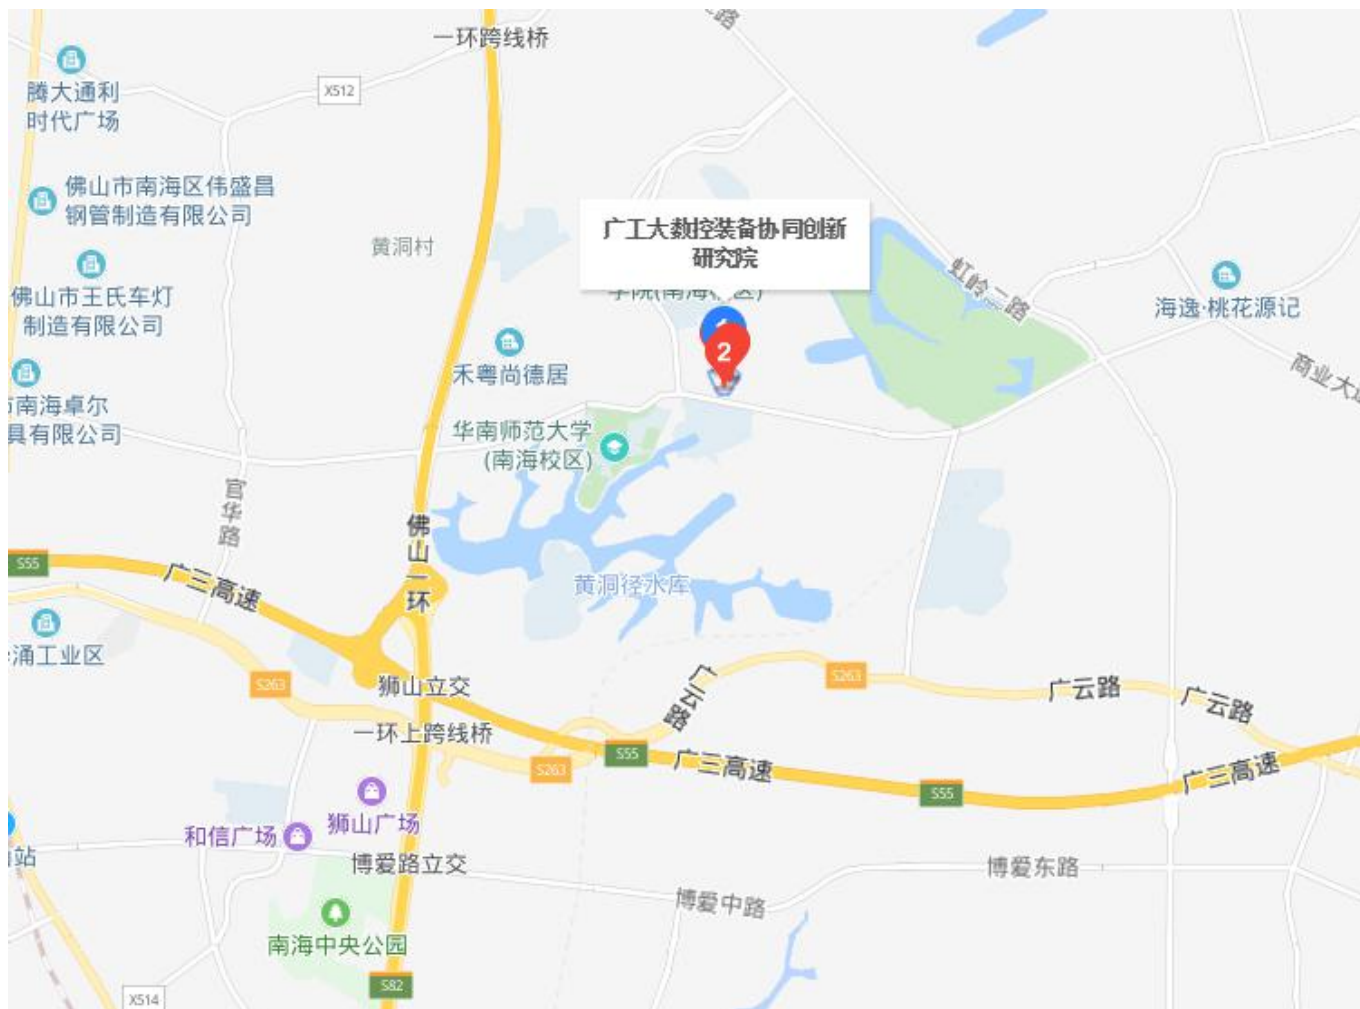 一环跨线桥
腾大通利
时代广场
X512
佛山市南海区伟盛昌
钢管制造有限公司
黄洞村
广工大数控装备协同创新
研究院
学院(南海校区)
虹岭二路
佛山市王氏车灯
制造有限公司
海逸·桃花源记
2
禾粤尚德居
商业大道
南海卓尔
具有限公司
华南师范大学
(南海校区)
官华路
佛山一环
S55
广三高速
黄洞径水库
涌工业区
S263
狮山立交
一环上跨线桥
广云路
S263
广云路
广云路
S263
S55
广三高速
S55
广三高速
狮山广场
和信广场
站
博爱路立交
博爱中路
博爱东路
南海中央公园
S82
X514